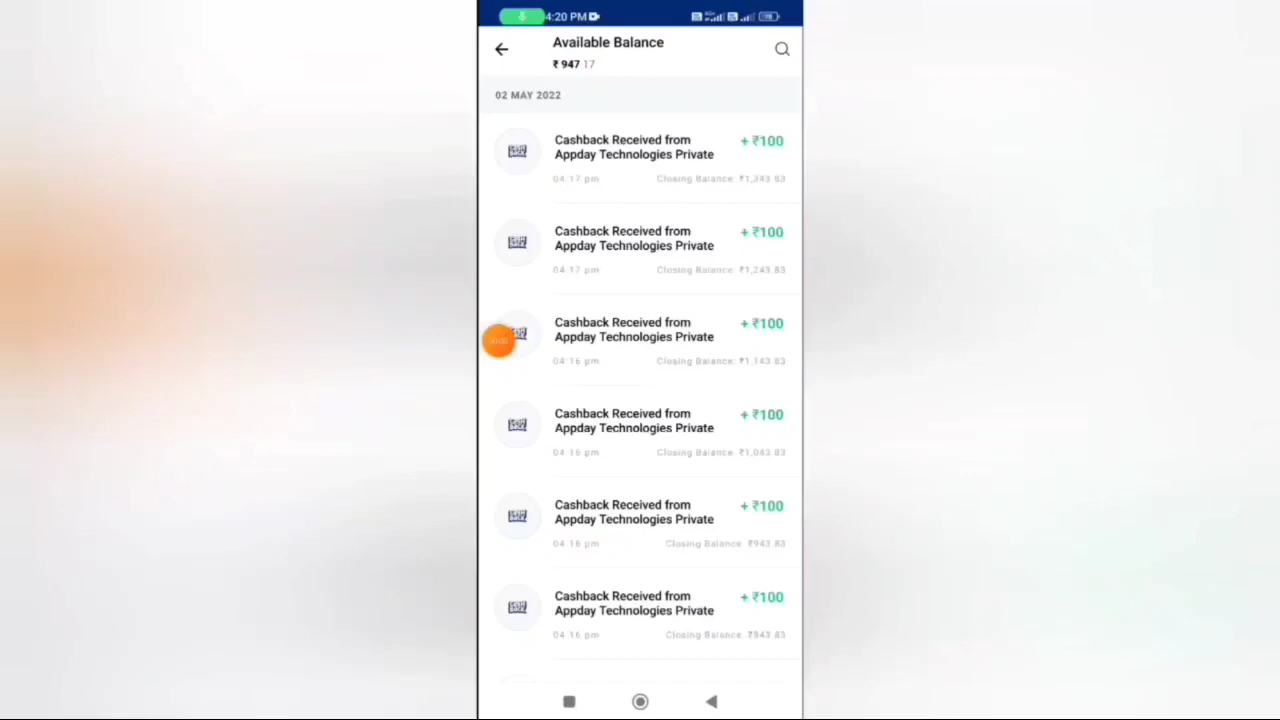 4:20 PM
Available Balance
₹ 947 17
02 MAY 2022
Cashback Received from
Appday Technologies Private
+ ₹100
04:17 pm
Closing Balance: ₹1,343.83
Cashback Received from
Appday Technologies Private
+ ₹100
04:17 pm
Closing Balance: ₹1,243.83
Cashback Received from
Appday Technologies Private
+ ₹100
04:16 pm
Closing Balance: ₹1,143.83
Cashback Received from
Appday Technologies Private
+ ₹100
04:16 pm
Closing Balance: ₹1,043.83
Cashback Received from
Appday Technologies Private
+ ₹100
04:16 pm
Closing Balance: ₹943.83
Cashback Received from
Appday Technologies Private
+ ₹100
04:16 pm
Closing Balance: ₹843.83